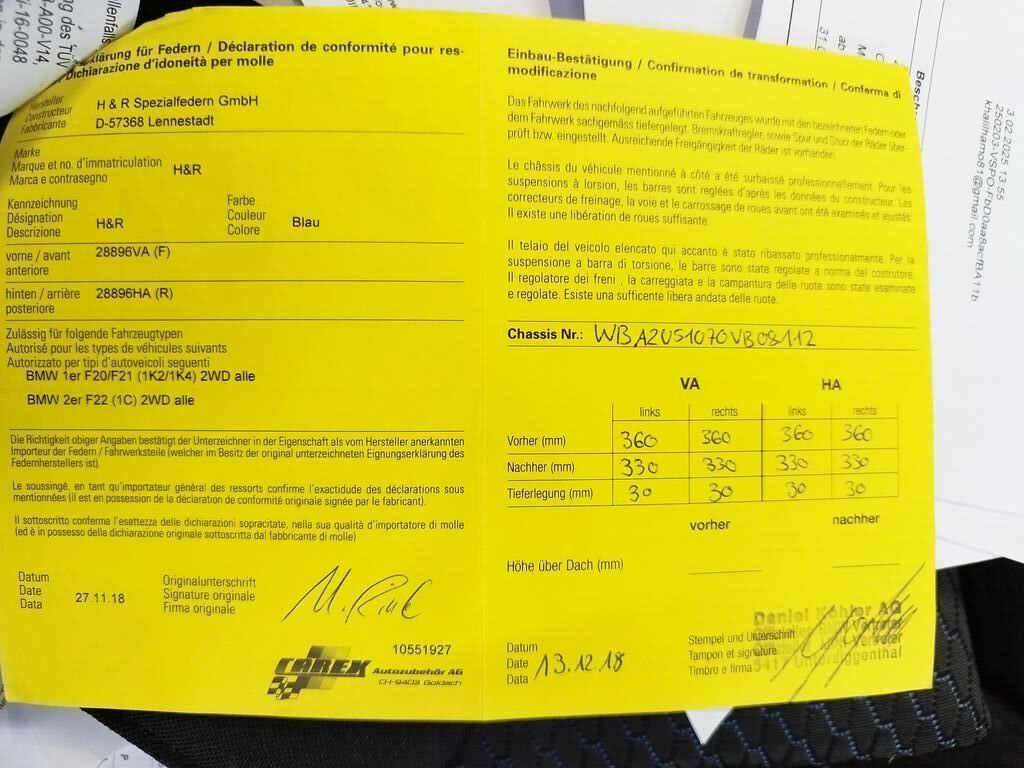 klärung für Federn / Déclaration de conformité pour res-
Dichiarazione d'idoneità per molle
Hersteller
Constructeur
Fabbricante
H & R Spezialfedern GmbH
D-57368 Lennestadt
Marke
Marque et no. d'immatriculation
Marca e contrasegno
H&R
Kennzeichnung
Désignation
Descrizione
H&R
Farbe
Couleur
Colore
Blau
vorne / avant
anteriore
28896VA (F)
hinten / arrière
posteriore
28896HA (R)
Zulässig für folgende Fahrzeugtypen
Autorisé pour les types de véhicules suivants
Autorizzato per tipi d'autoveicoli seguenti
BMW 1er F20/F21 (1K2/1K4) 2WD alle
BMW 2er F22 (1C) 2WD alle
Die Richtigkeit obiger Angaben bestätigt der Unterzeichner in der Eigenschaft als vom Hersteller anerkannten
Importeur der Federn / Fahrwerksteile (welcher im Besitz der original unterzeichneten Eignungserklärung des
Federnherstellers ist).
Le soussingé, en tant qu'importateur général des ressorts confirme l'exactidude des déclarations sous
mentionées (il est en possession de la déclaration de conformité originale signée par le fabricant).
Il sottoscritto conferma l'esattezza delle dichiarazioni sopracitate, nella sua qualità d'importatore di molle
(ed è in possesso della dichiarazione originale sottoscritta dal fabbricante di molle)
Datum
Date
Data
27.11.18
Originalunterschrift
Signature originale
Firma originale
10551927
CAREX Autozubehör AG
CH-9403 Goldach
Einbau-Bestätigung / Confirmation de transformation / Conferma di
modificazione
Das Fahrwerk des nachfolgend aufgeführten Fahrzeuges wurde mit den bezeichneten Federn oder
dem Fahrwerk sachgemäss tiefergelegt. Bremskraftregler, sowie Spur und Sturz der Räder über-
prüft bzw. eingestellt. Ausreichende Freigängigkeit der Räder ist vorhanden.
Le châssis du véhicule mentionné à côté a été surbaissé professionnellement. Pour les
suspensions à torsion, les barres sont reglées d'après les données du constructeur. Les
correcteurs de freinage, la voie et le carrossage de roues avant ont été examinés et ajustés.
Il existe une libération de roues suffisante.
Il telaio del veicolo elencato qui accanto è stato ribassato professionalmente. Per la
suspensione a barra di torsione, le barre sono state regolate a norma del costrutore.
Il regolatore dei freni , la carreggiata e la campantura delle ruote sono state esaminate
e regolate. Esiste una sufficente libera andata delle ruote.
Chassis Nr.: WBA2U51070VB08112
VA HA
links rechts links rechts
Vorher (mm) 360 360 360 360
Nachher (mm) 330 330 330 330
Tieferlegung (mm) 30 30 30 30
vorher nachher
Höhe über Dach (mm)
Datum
Date
Data
13.12.18
Stempel und Unterschrift
Tampon et signature
Timbro e firma
Daniel Köhler AG
5417 Untersiggenthal
3.02.2025 13:55
khalilhamo81@gmail.com